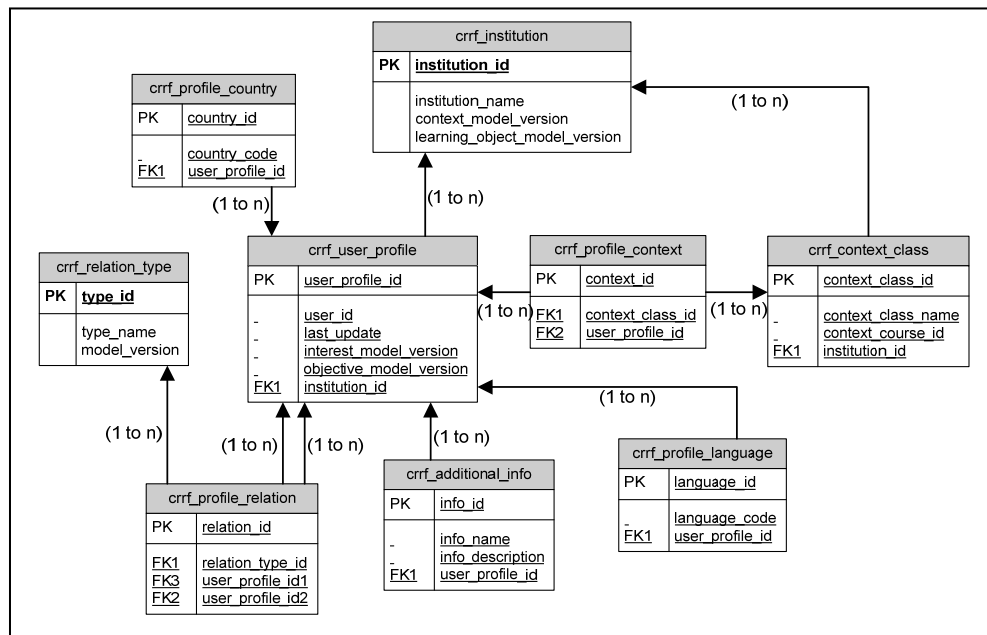 crrf_institution
PK institution_id
institution_name
context_model_version
learning_object_model_version
crrf_profile_country
PK country_id
_ country_code
FK1 user_profile_id
(1 to n)
(1 to n)
(1 to n)
crrf_user_profile
PK user_profile_id
_ user_id
_ last_update
_ interest_model_version
_ objective_model_version
FK1 institution_id
crrf_profile_context
PK context_id
FK1 context_class_id
FK2 user_profile_id
(1 to n)
(1 to n)
crrf_context_class
PK context_class_id
_ context_class_name
_ context_course_id
FK1 institution_id
crrf_relation_type
PK type_id
type_name
model_version
(1 to n)
(1 to n)
(1 to n)
(1 to n)
(1 to n)
crrf_profile_relation
PK relation_id
FK1 relation_type_id
FK3 user_profile_id1
FK2 user_profile_id2
crrf_additional_info
PK info_id
_ info_name
_ info_description
FK1 user_profile_id
crrf_profile_language
PK language_id
_ language_code
FK1 user_profile_id